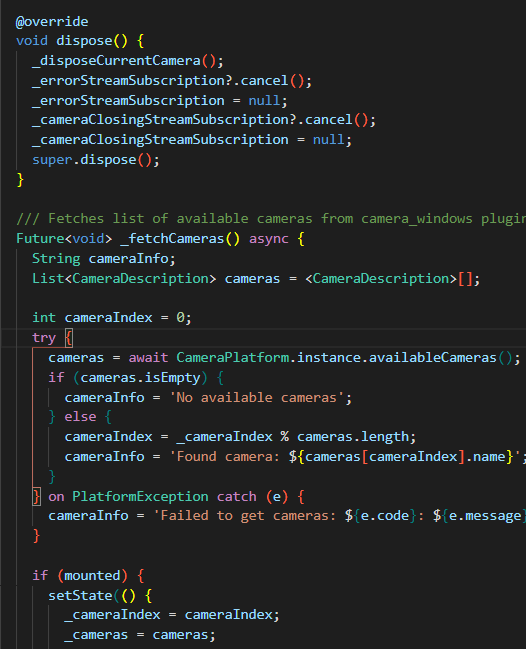 @override
void dispose() {
  _disposeCurrentCamera();
  _errorStreamSubscription?.cancel();
  _errorStreamSubscription = null;
  _cameraClosingStreamSubscription?.cancel();
  _cameraClosingStreamSubscription = null;
  super.dispose();
}

/// Fetches list of available cameras from camera_windows plugin
Future<void> _fetchCameras() async {
  String cameraInfo;
  List<CameraDescription> cameras = <CameraDescription>[];

  int cameraIndex = 0;
  try {
    cameras = await CameraPlatform.instance.availableCameras();
    if (cameras.isEmpty) {
      cameraInfo = 'No available cameras';
    } else {
      cameraIndex = _cameraIndex % cameras.length;
      cameraInfo = 'Found camera: ${cameras[cameraIndex].name}';
    }
  } on PlatformException catch (e) {
    cameraInfo = 'Failed to get cameras: ${e.code}: ${e.message}
  }

  if (mounted) {
    setState(() {
      _cameraIndex = cameraIndex;
      _cameras = cameras;